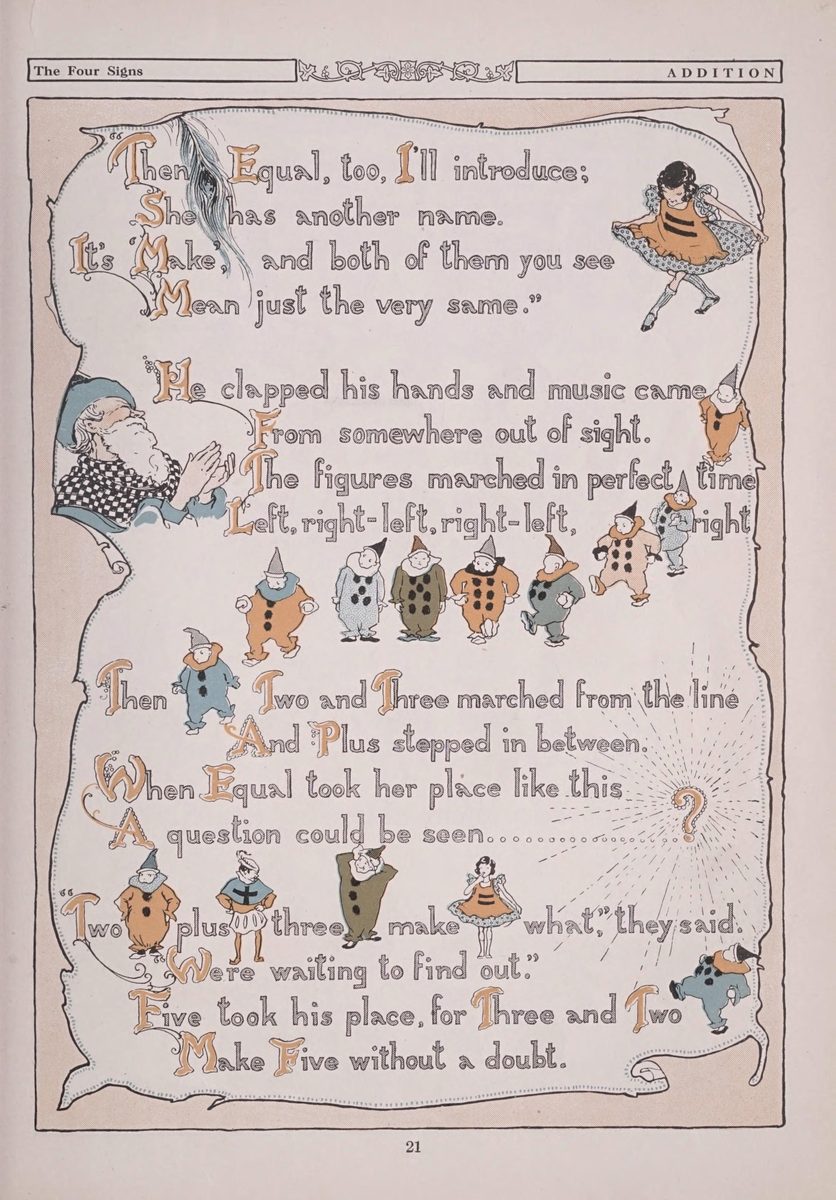 The Four Signs
ADDITION
"Then Equal, too, I'll introduce;
She has another name.
It's 'Make', and both of them you see
Mean just the very same."
"He clapped his hands and music came
From somewhere out of sight.
The figures marched in perfect time
Left, right-left, right-left, right
Then Two and Three marched from the line
And Plus stepped in between.
When Equal took her place like this
A question could be seen..................?
"Two plus three make what," they said.
"Were waiting to find out."
Five took his place, for Three and Two
Make Five without a doubt.
21